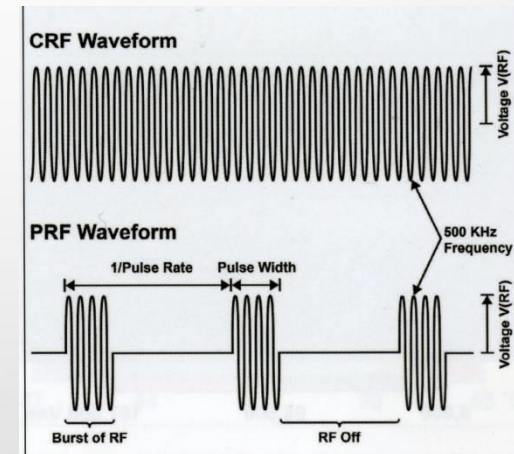 CRF Waveform
Voltage V(RF)
PRF Waveform
500 KHz
Frequency
1/Pulse Rate
Pulse Width
Voltage V(RF)
Burst of RF
RF Off